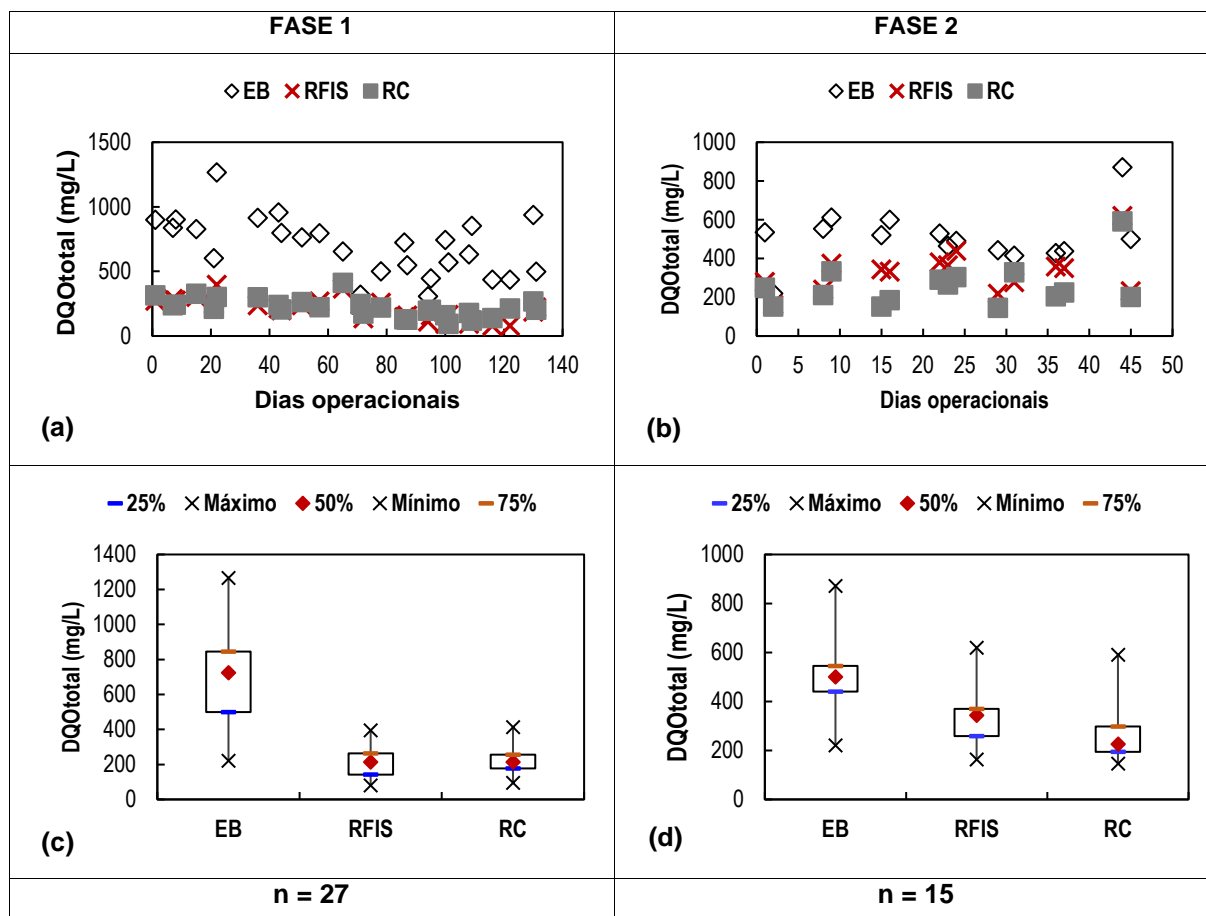 FASE 1
FASE 2
EB RFIS RC
DQOtotal (mg/L)
1500
1000
500
0
0 20 40 60 80 100 120 140
Dias operacionais
(a)
EB RFIS RC
DQOtotal (mg/L)
1000
800
600
400
200
0
0 5 10 15 20 25 30 35 40 45 50
Dias operacionais
(b)
25% Máximo 50% Mínimo 75%
DQOtotal (mg/L)
1400
1200
1000
800
600
400
200
0
EB RFIS RC
(c)
25% Máximo 50% Mínimo 75%
DQOtotal (mg/L)
1000
800
600
400
200
0
EB RFIS RC
(d)
n = 27
n = 15